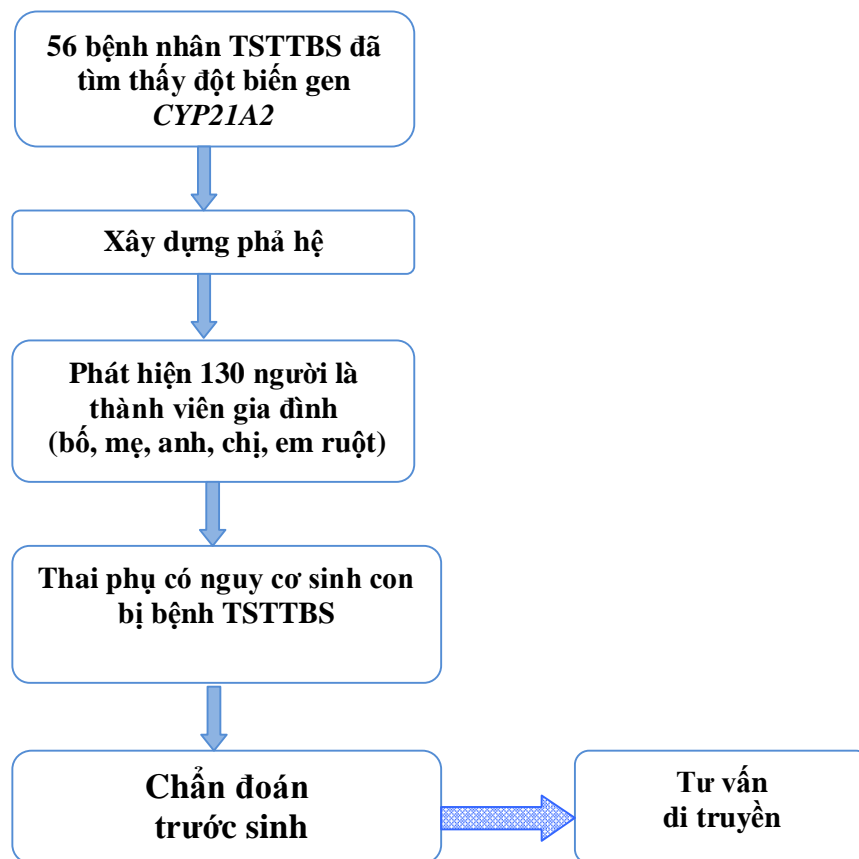 56 bệnh nhân TSTTBS đã
tìm thấy đột biến gen
CYP21A2
Xây dựng phả hệ
Phát hiện 130 người là
thành viên gia đình
(bố, mẹ, anh, chị, em ruột)
Thai phụ có nguy cơ sinh con
bị bệnh TSTTBS
Chẩn đoán
trước sinh
Tư vấn
di truyền